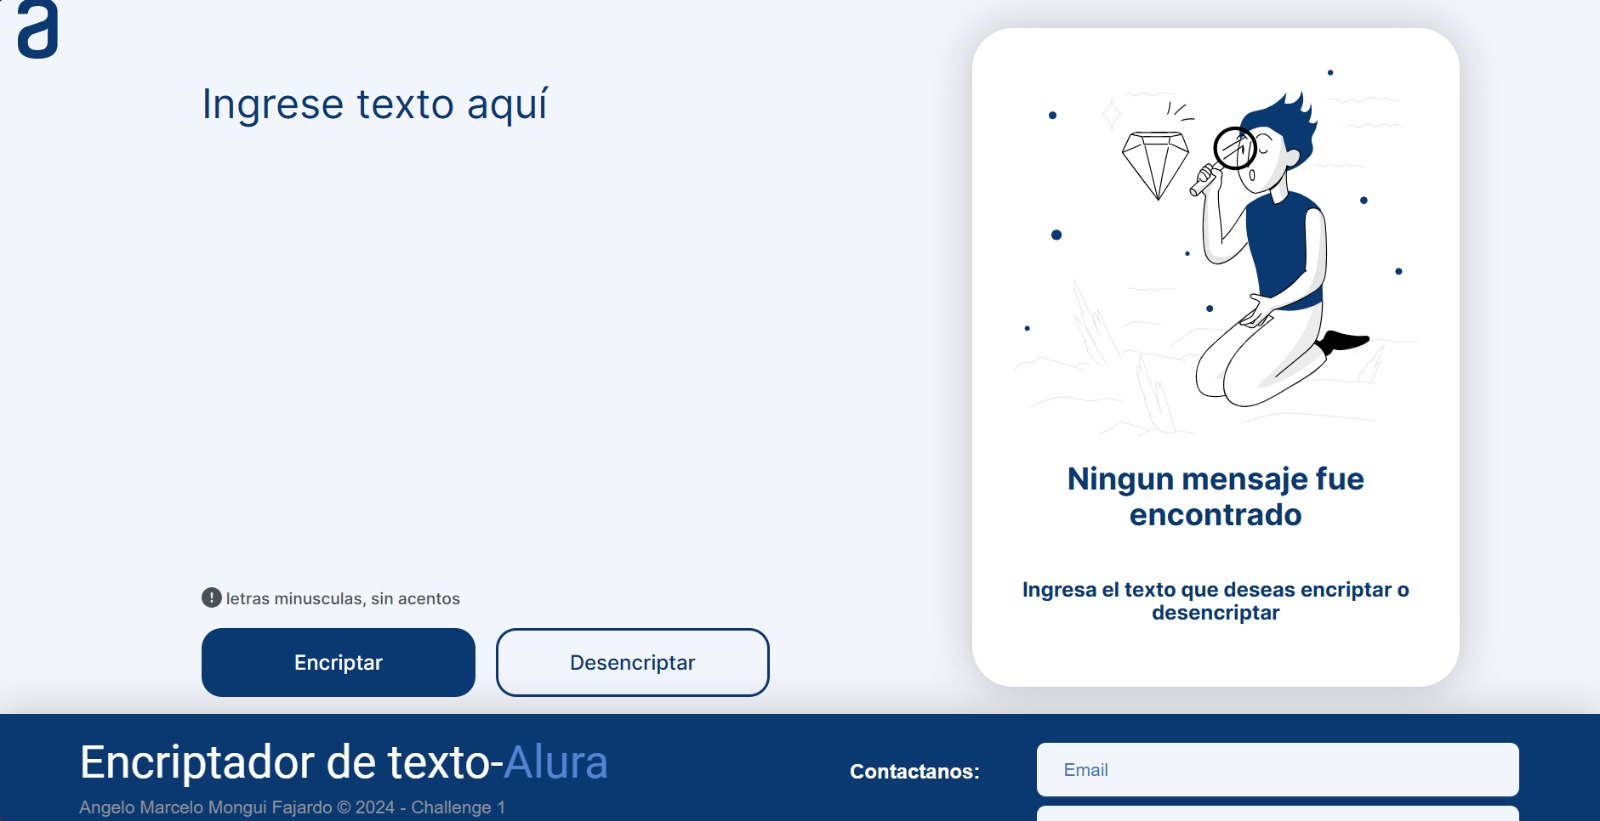 a
Ingrese texto aquí
Ningun mensaje fue
encontrado
Ingresa el texto que deseas encriptar o
desencriptar
! letras minusculas, sin acentos
Encriptar
Desencriptar
Encriptador de texto-Alura
Angelo Marcelo Mongui Fajardo © 2024 - Challenge 1
Contactanos:
Email